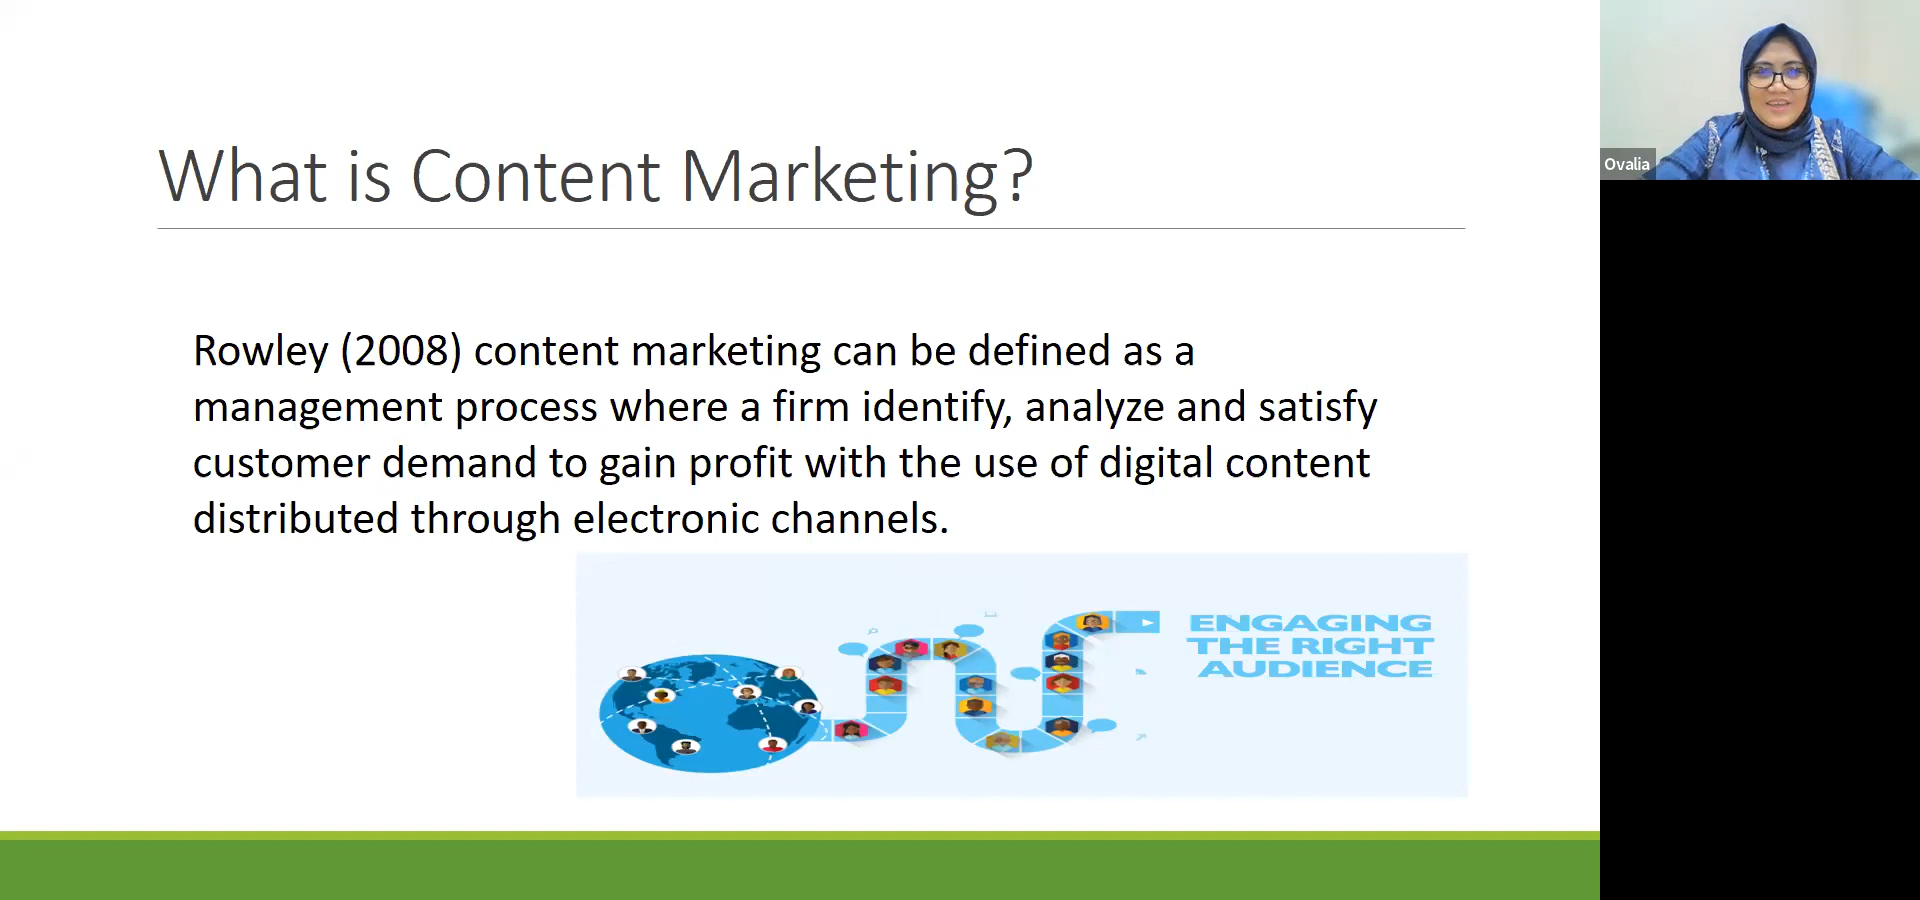 What is Content Marketing?
Rowley (2008) content marketing can be defined as a
management process where a firm identify, analyze and satisfy
customer demand to gain profit with the use of digital content
distributed through electronic channels.
ENGAGING
THE RIGHT
AUDIENCE
Ovalia